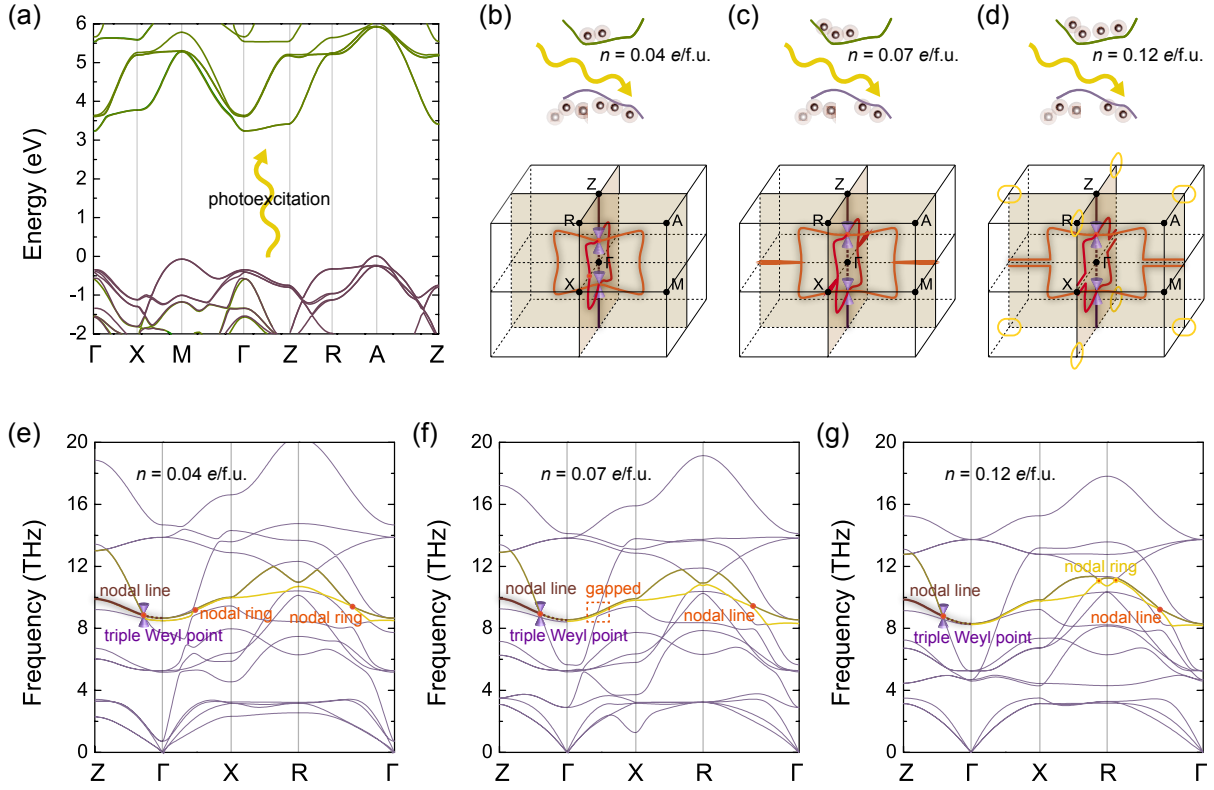 (a)
Energy (eV)
6
5
4
3
2
1
0
-1
-2
photoexcitation
Γ X M Γ Z R A Z
(b)
n = 0.04 e/f.u.
Z
R A
Γ
X M
(c)
n = 0.07 e/f.u.
Z
R A
Γ
X M
(d)
n = 0.12 e/f.u.
Z
R A
Γ
X M
(e)
Frequency (THz)
20
16
12
8
4
0
n = 0.04 e/f.u.
nodal line
nodal ring
nodal ring
triple Weyl point
Z Γ X R Γ
(f)
Frequency (THz)
20
16
12
8
4
0
n = 0.07 e/f.u.
nodal line
gapped
nodal line
triple Weyl point
Z Γ X R Γ
(g)
Frequency (THz)
20
16
12
8
4
0
n = 0.12 e/f.u.
nodal ring
nodal line
nodal line
triple Weyl point
Z Γ X R Γ